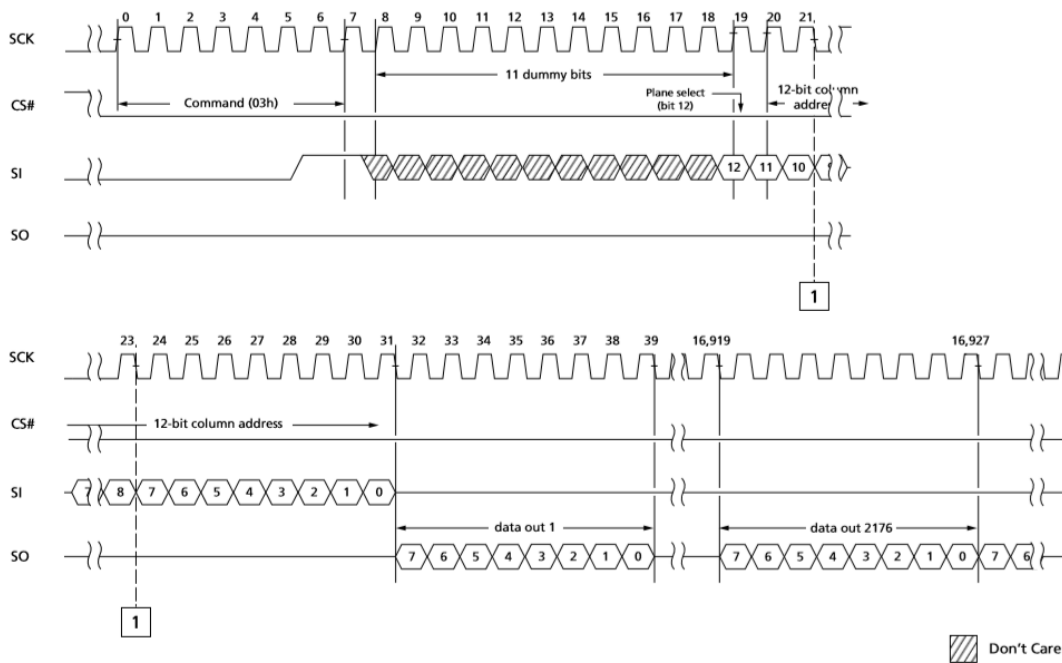 0 1 2 3 4 5 6 7 8 9 10 11 12 13 14 15 16 17 18 19 20 21
SCK
11 dummy bits
Plane select
(bit 12)
12-bit column
addre
CS#
Command (03h)
SI
12 11 10
SO
1
23 24 25 26 27 28 29 30 31 32 33 34 35 36 37 38 39 16,919 16,927
SCK
CS#
12-bit column address
SI
7 8 7 6 5 4 3 2 1 0
data out 1 data out 2176
SO
7 6 5 4 3 2 1 0 7 6 5 4 3 2 1 0 7 6
1
Don't Care